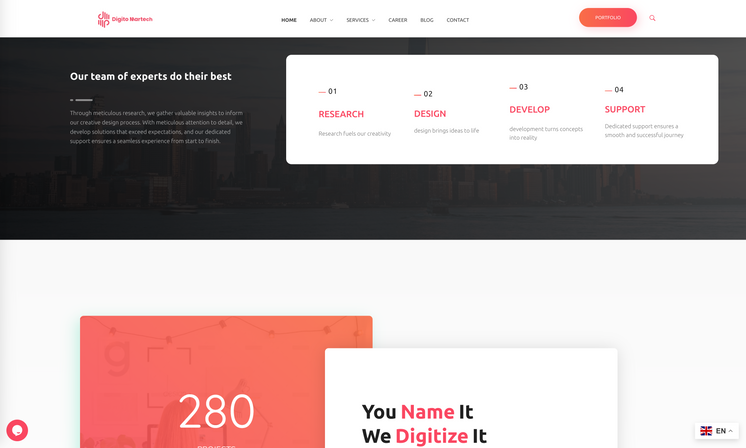 Digito Martech
HOME
ABOUT
SERVICES
CAREER
BLOG
CONTACT
PORTFOLIO
Our team of experts do their best
Through meticulous research, we gather valuable insights to inform
our creative design process. With meticulous attention to detail, we
develop solutions that exceed expectations, and our dedicated
support ensures a seamless experience from start to finish.
01
RESEARCH
Research fuels our creativity
02
DESIGN
design brings ideas to life
03
DEVELOP
development turns concepts
into reality
04
SUPPORT
Dedicated support ensures a
smooth and successful journey
280
You Name It
We Digitize It
EN